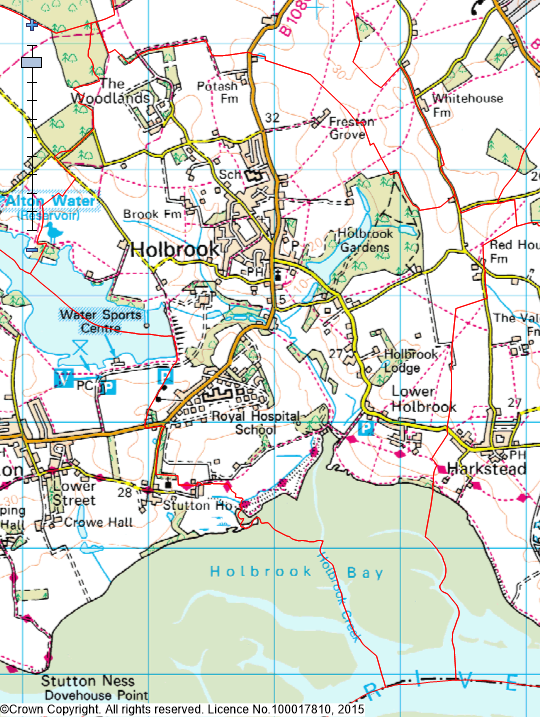 B1080
The
Woodlands
Potash
Fm
Whitehouse
Fm
32
Freston
Grove
Sch
Alton Water
(Reservoir)
Brook Fm
Holbrook
Holbrook
Gardens
PH
Red Hou
Fm
5
Water Sports
Centre
The Val
Fm
27
Holbrook
Lodge
V
PC
P
P
Lower
Holbrook
27
Royal Hospital
School
P
PH
Harkstead
Lower
Street
28
Stutton Ho
ping
Hall
Crowe Hall
Holbrook Bay
Holbrook Creek
Stutton Ness
Dovehouse Point
RIVE
©Crown Copyright. All rights reserved. Licence No.100017810, 2015